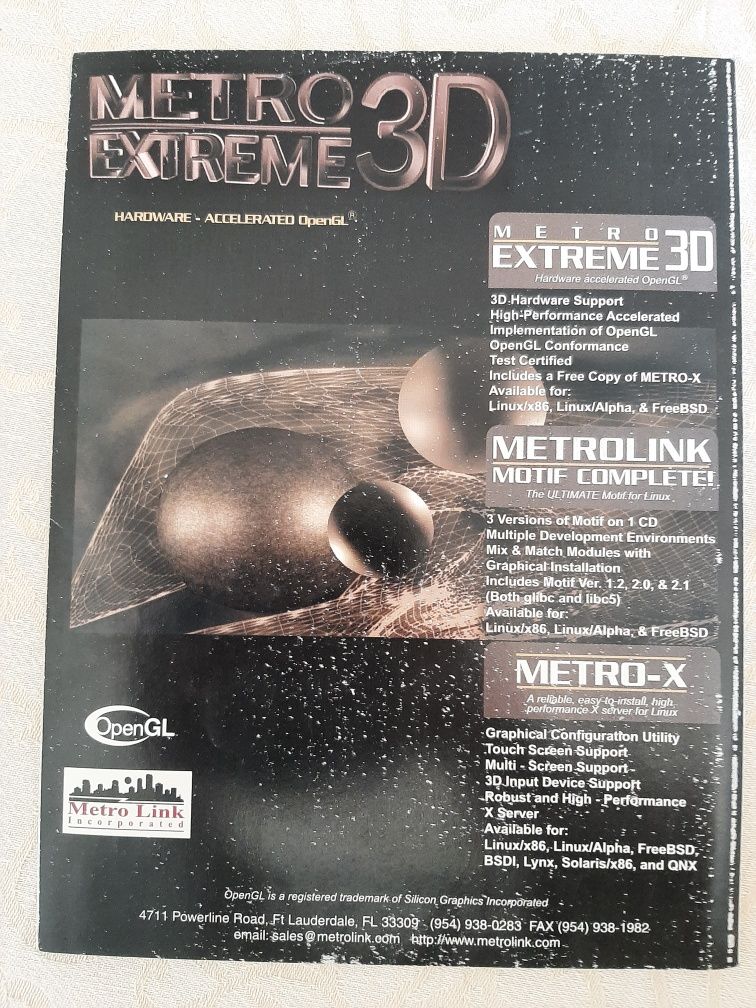 METRO
EXTREME 3D
HARDWARE - ACCELERATED OpenGL®
METRO
EXTREME 3D
Hardware accelerated OpenGL®
3D Hardware Support
High-Performance Accelerated
Implementation of OpenGL
OpenGL Conformance
Test Certified
Includes a Free Copy of METRO-X
Available for:
Linux/x86, Linux/Alpha, & FreeBSD
METROLINK
MOTIF COMPLETE!
The ULTIMATE Motif for Linux
3 Versions of Motif on 1 CD
Multiple Development Environments
Mix & Match Modules with
Graphical Installation
Includes Motif Ver. 1.2, 2.0, & 2.1
(Both glibc and libc5)
Available for:
Linux/x86, Linux/Alpha, & FreeBSD
METRO-X
A reliable, easy-to-install, high
performance X server for Linux
Graphical Configuration Utility
Touch Screen Support
Multi - Screen Support
3D Input Device Support
Robust and High - Performance
X Server
Available for:
Linux/x86, Linux/Alpha, FreeBSD,
BSDI, Lynx, Solaris/x86, and QNX
OpenGL
Metro Link
Incorporated
OpenGL is a registered trademark of Silicon Graphics Incorporated
4711 Powerline Road, Ft Lauderdale, FL 33309 (954) 938-0283 FAX (954) 938-1982
email: sales@metrolink.com http://www.metrolink.com